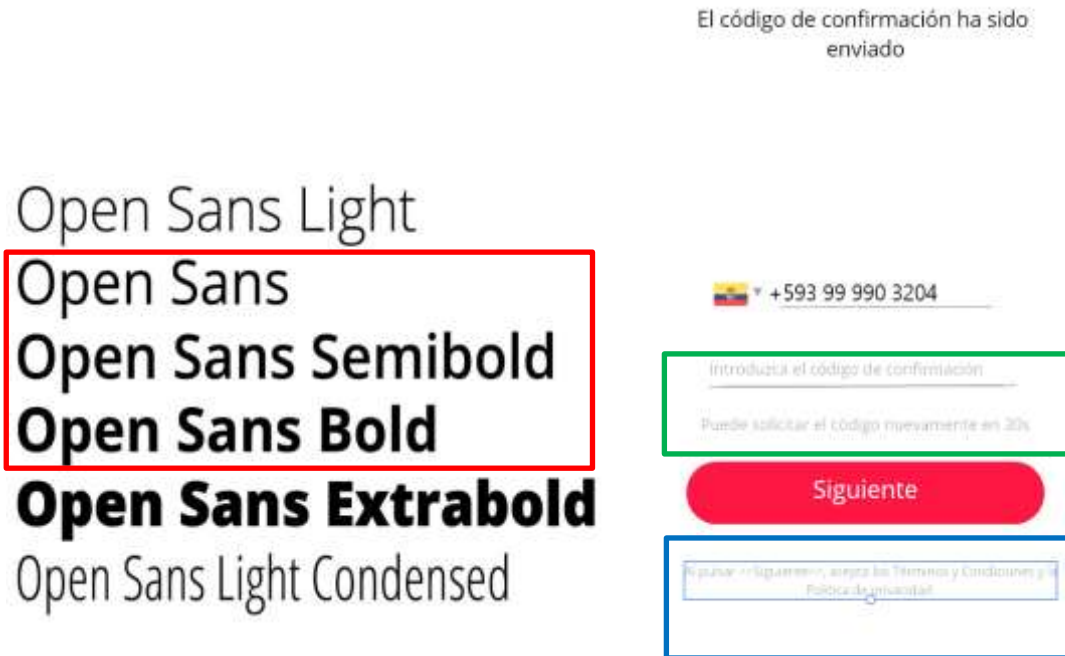 El código de confirmación ha sido
enviado
Open Sans Light
Open Sans
Open Sans Semibold
Open Sans Bold
Open Sans Extrabold
Open Sans Light Condensed
+593 99 990 3204
Introduzca el código de confirmación
Puede solicitar el código nuevamente en 30s
Siguiente
Al pulsar <<Siguiente>>, acepta los Términos y Condiciones y la
Política de privacidad